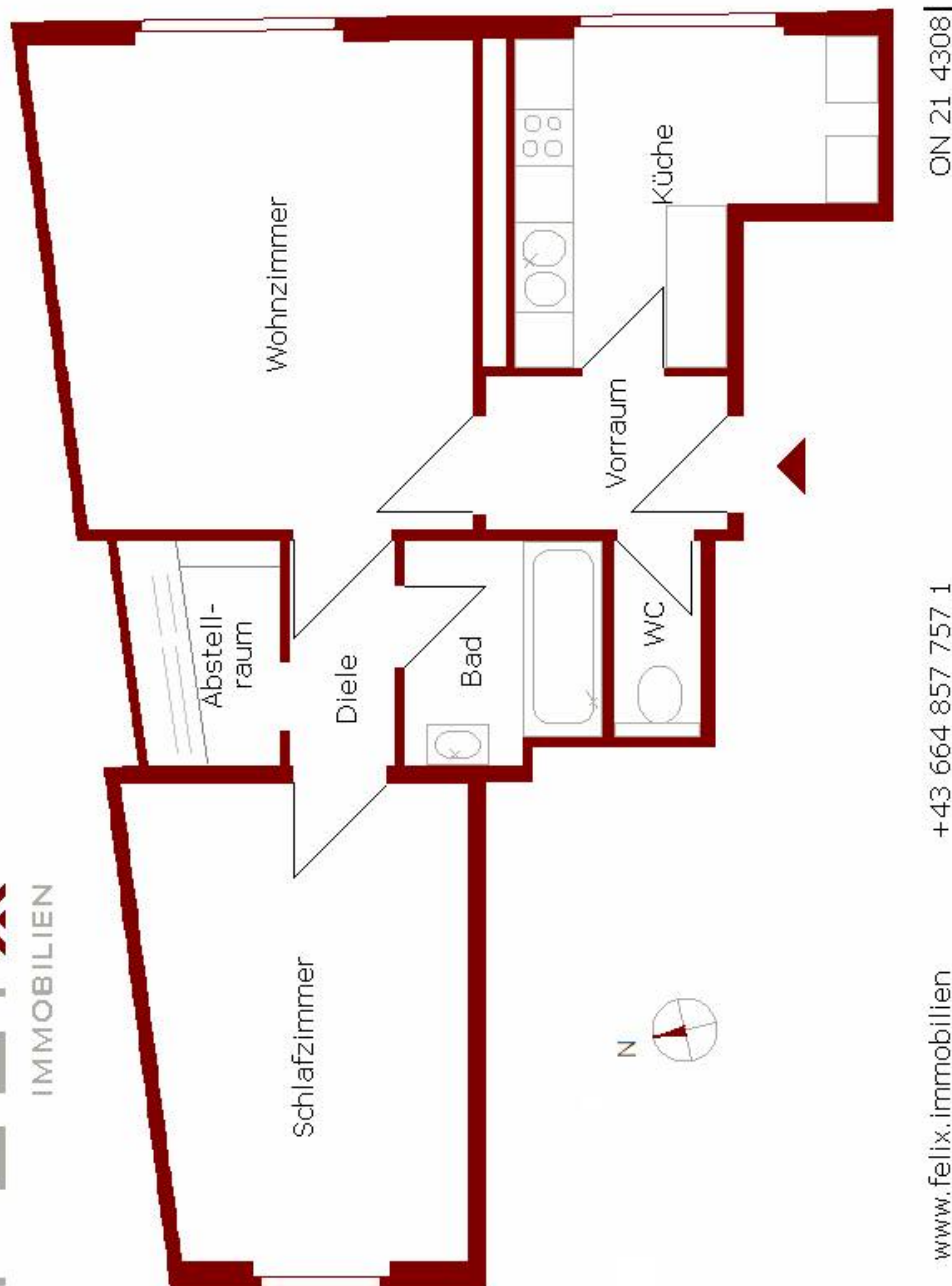 IMMOBILIEN
Abstell-
raum
Wohnzimmer
Schlafzimmer
Diele
Bad
Vorraum
N
WC
Küche
www.felix.immobilien +43 664 857 757 1 ON 21 4308